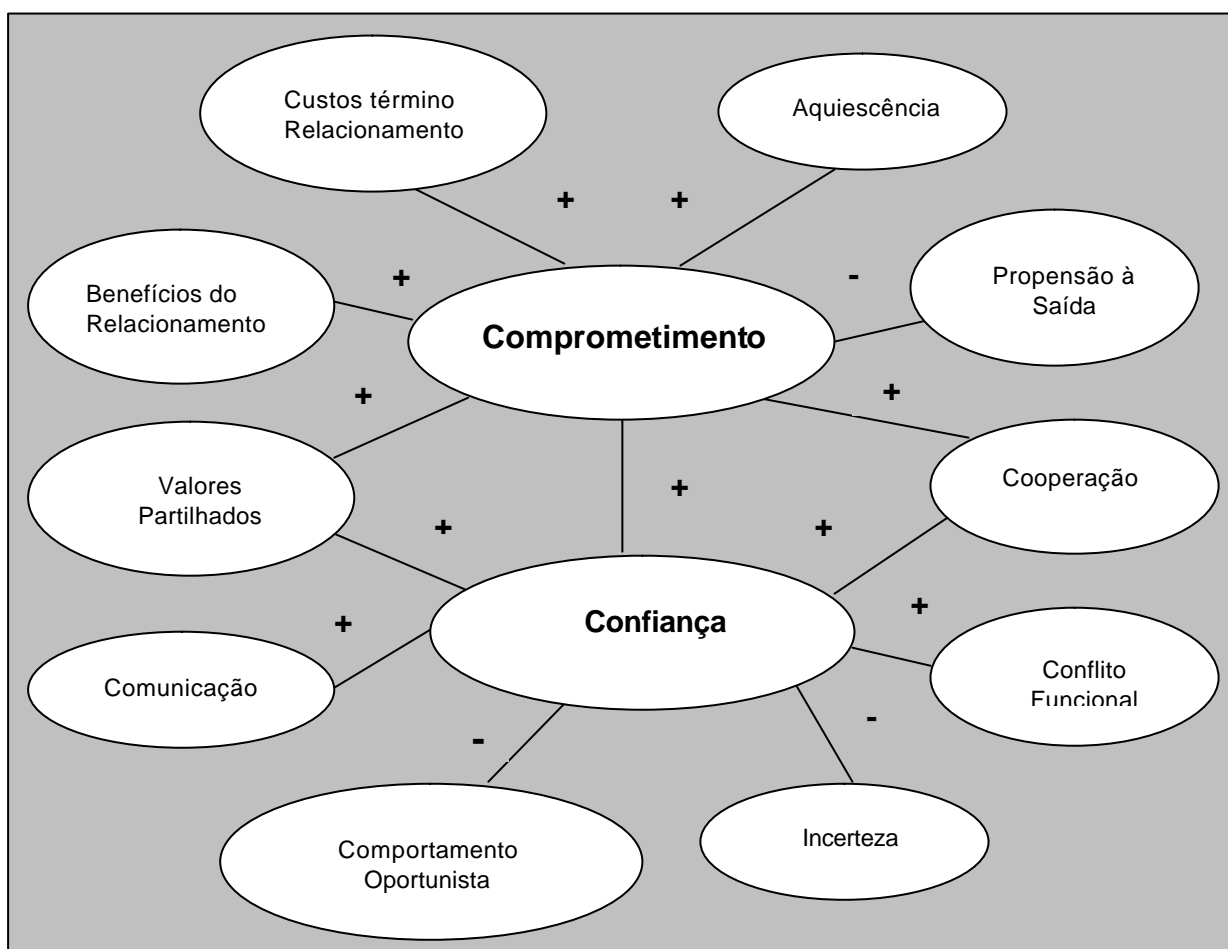 Custos término
Relacionamento
Aquiescência
+
+
Benefícios do
Relacionamento
+
-
Propensão à
Saída
Comprometimento
+
+
Valores
Partilhados
+
Cooperação
+
+
Confiança
+
+
Comunicação
Conflito
Funcional
-
-
Comportamento
Oportunista
Incerteza